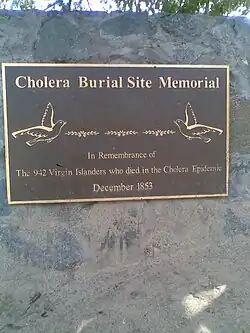 Cholera Burial Site Memorial
In Remembrance of
The 942 Virgin Islanders who died in the Cholera Epidemic
December 1853